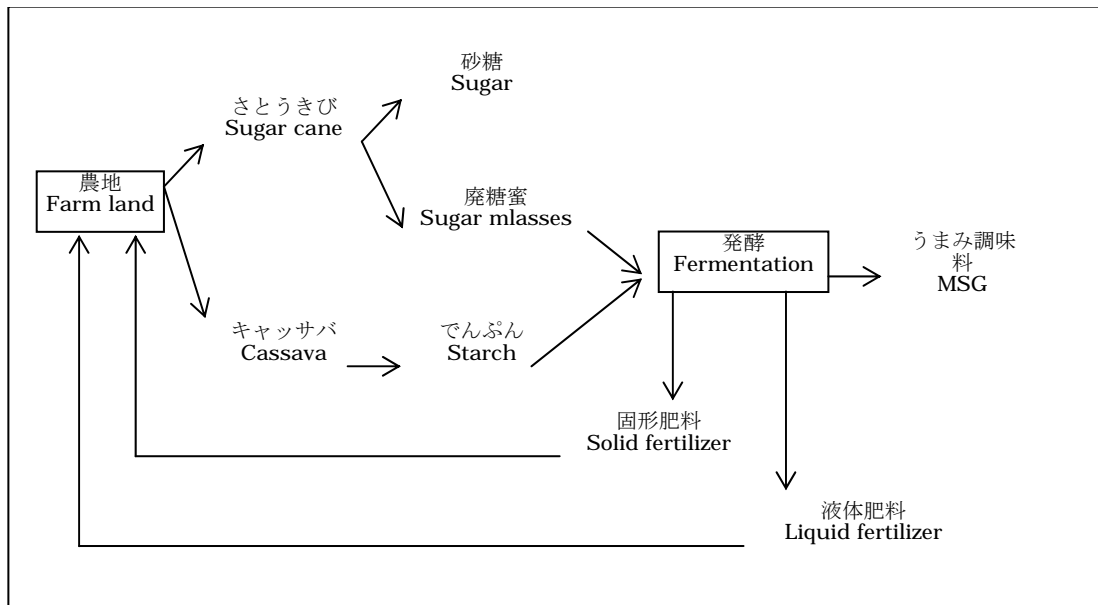 砂糖
Sugar
さとうきび
Sugar cane
農地
Farm land
廃糖蜜
Sugar mlasses
発酵
Fermentation
うまみ調味
料
MSG
キャッサバ
Cassava
でんぷん
Starch
固形肥料
Solid fertilizer
液体肥料
Liquid fertilizer